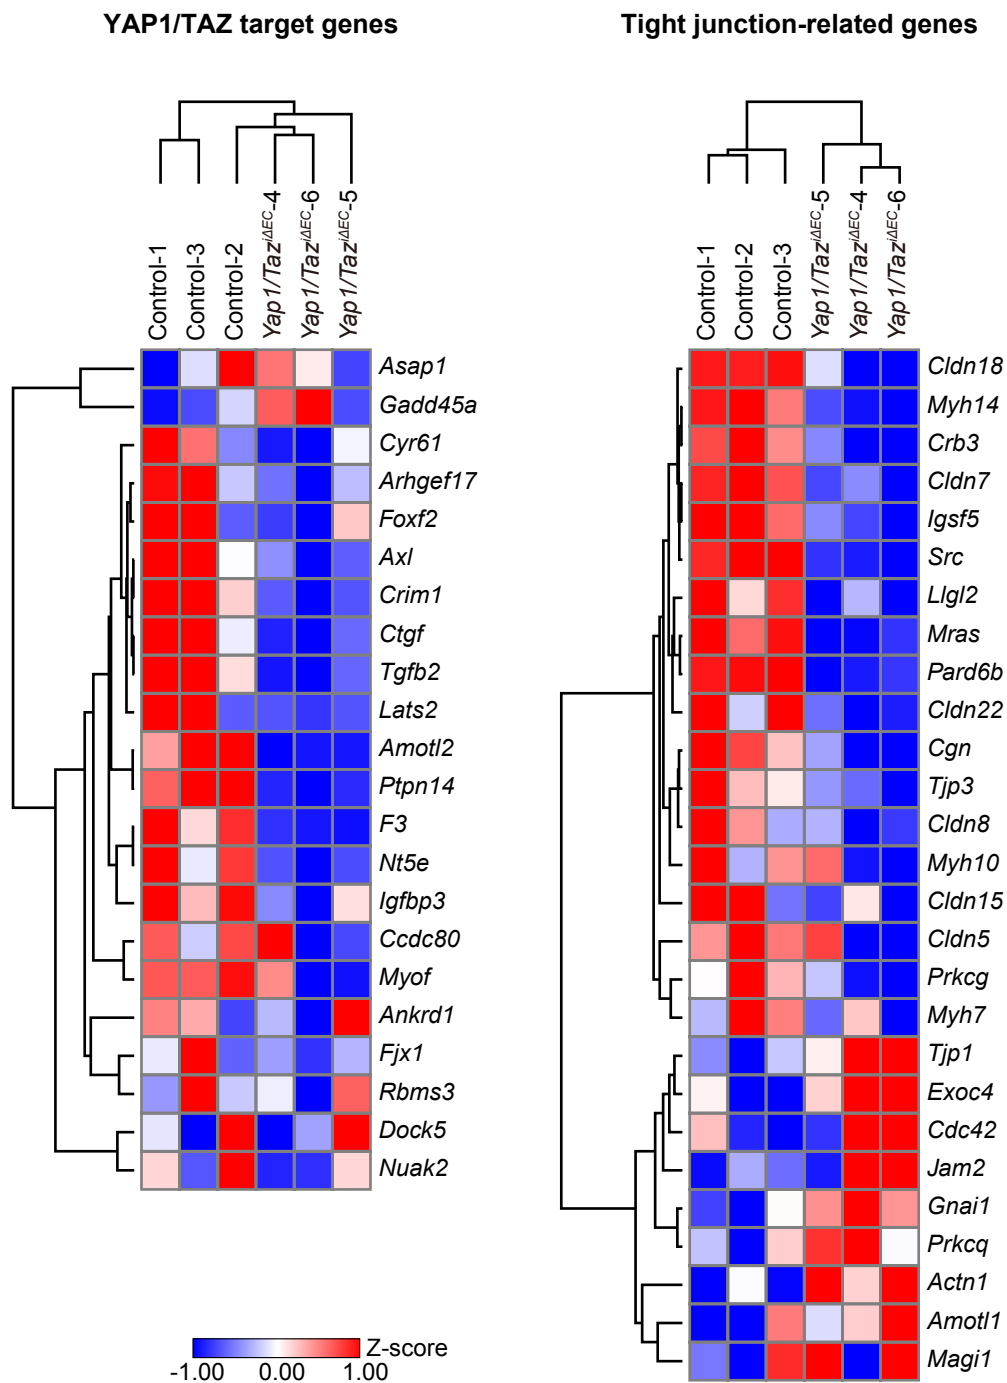 YAP1/TAZ target genes
Control-1
Control-3
Control-2
Yap1/Taz^iΔEC-4
Yap1/Taz^iΔEC-6
Yap1/Taz^iΔEC-5
Asap1
Gadd45a
Cyr61
Arhgef17
Foxf2
Axl
Crim1
Ctgf
Tgfb2
Lats2
Amotl2
Ptpn14
F3
Nt5e
Igfbp3
Ccdc80
Myof
Ankrd1
Fjx1
Rbms3
Dock5
Nuak2
Z-score
-1.00 0.00 1.00
Tight junction-related genes
Control-1
Control-2
Control-3
Yap1/Taz^iΔEC-5
Yap1/Taz^iΔEC-4
Yap1/Taz^iΔEC-6
Cldn18
Myh14
Crb3
Cldn7
Igsf5
Src
Llgl2
Mras
Pard6b
Cldn22
Cgn
Tjp3
Cldn8
Myh10
Cldn15
Cldn5
Prkcg
Myh7
Tjp1
Exoc4
Cdc42
Jam2
Gnai1
Prkcq
Actn1
Amotl1
Magi1